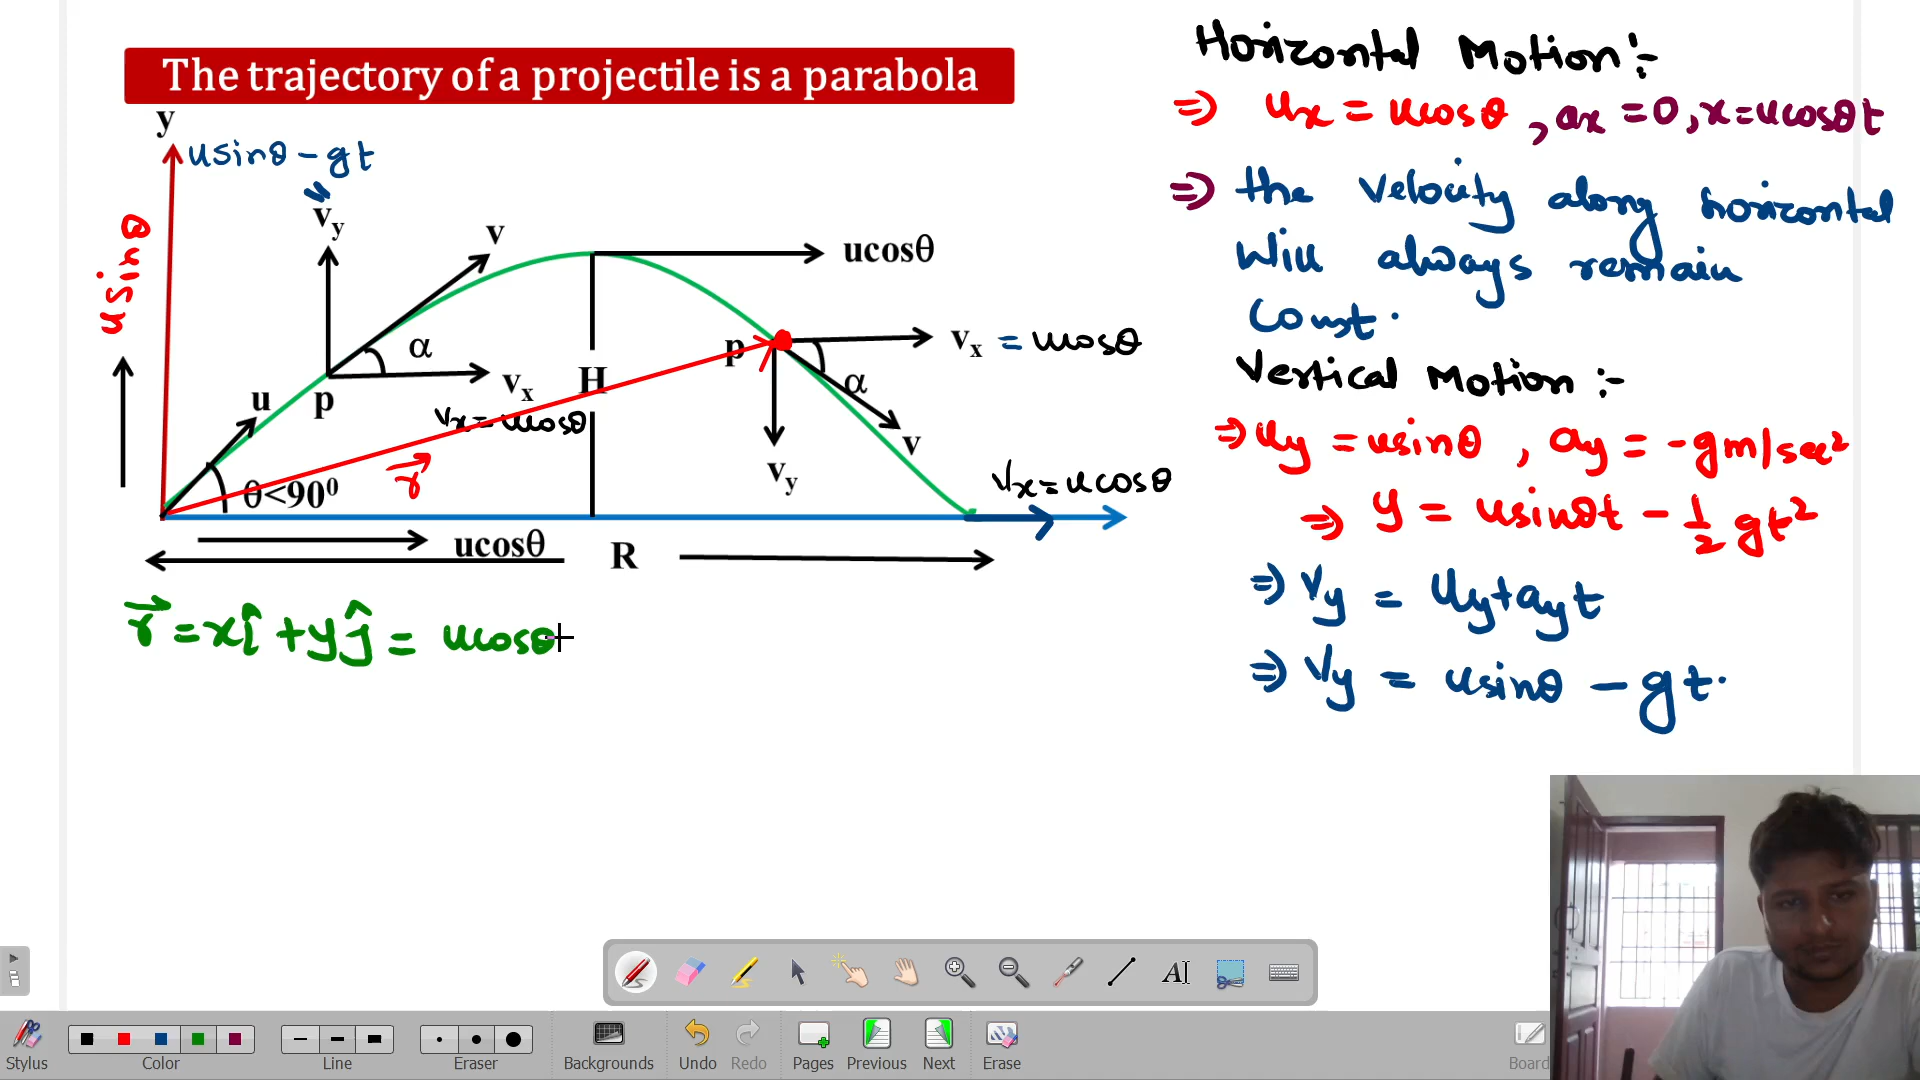 The trajectory of a projectile is a parabola
y
usinθ - gt
vy
v
ucosθ
usinθ
α
vx = ucosθ
p
H
u
p
vx
vx = ucosθ
α
v
vy
r⃗
θ<90⁰
vx = ucosθ
ucosθ
R
r⃗ = xî + yĵ = ucosθ
Horizontal Motion :-
⇒ ux = ucosθ, ax = 0, x = ucosθt
⇒ the velocity along horizontal
will always remain
const.
Vertical Motion :-
⇒ uy = usinθ, ay = -g m/sec²
⇒ y = usinθt - 1/2 gt²
⇒ vy = uy + ayt
⇒ vy = usinθ - gt.
Stylus
Color
Line
Eraser
Backgrounds
Undo
Redo
Pages
Previous
Next
Erase
Board